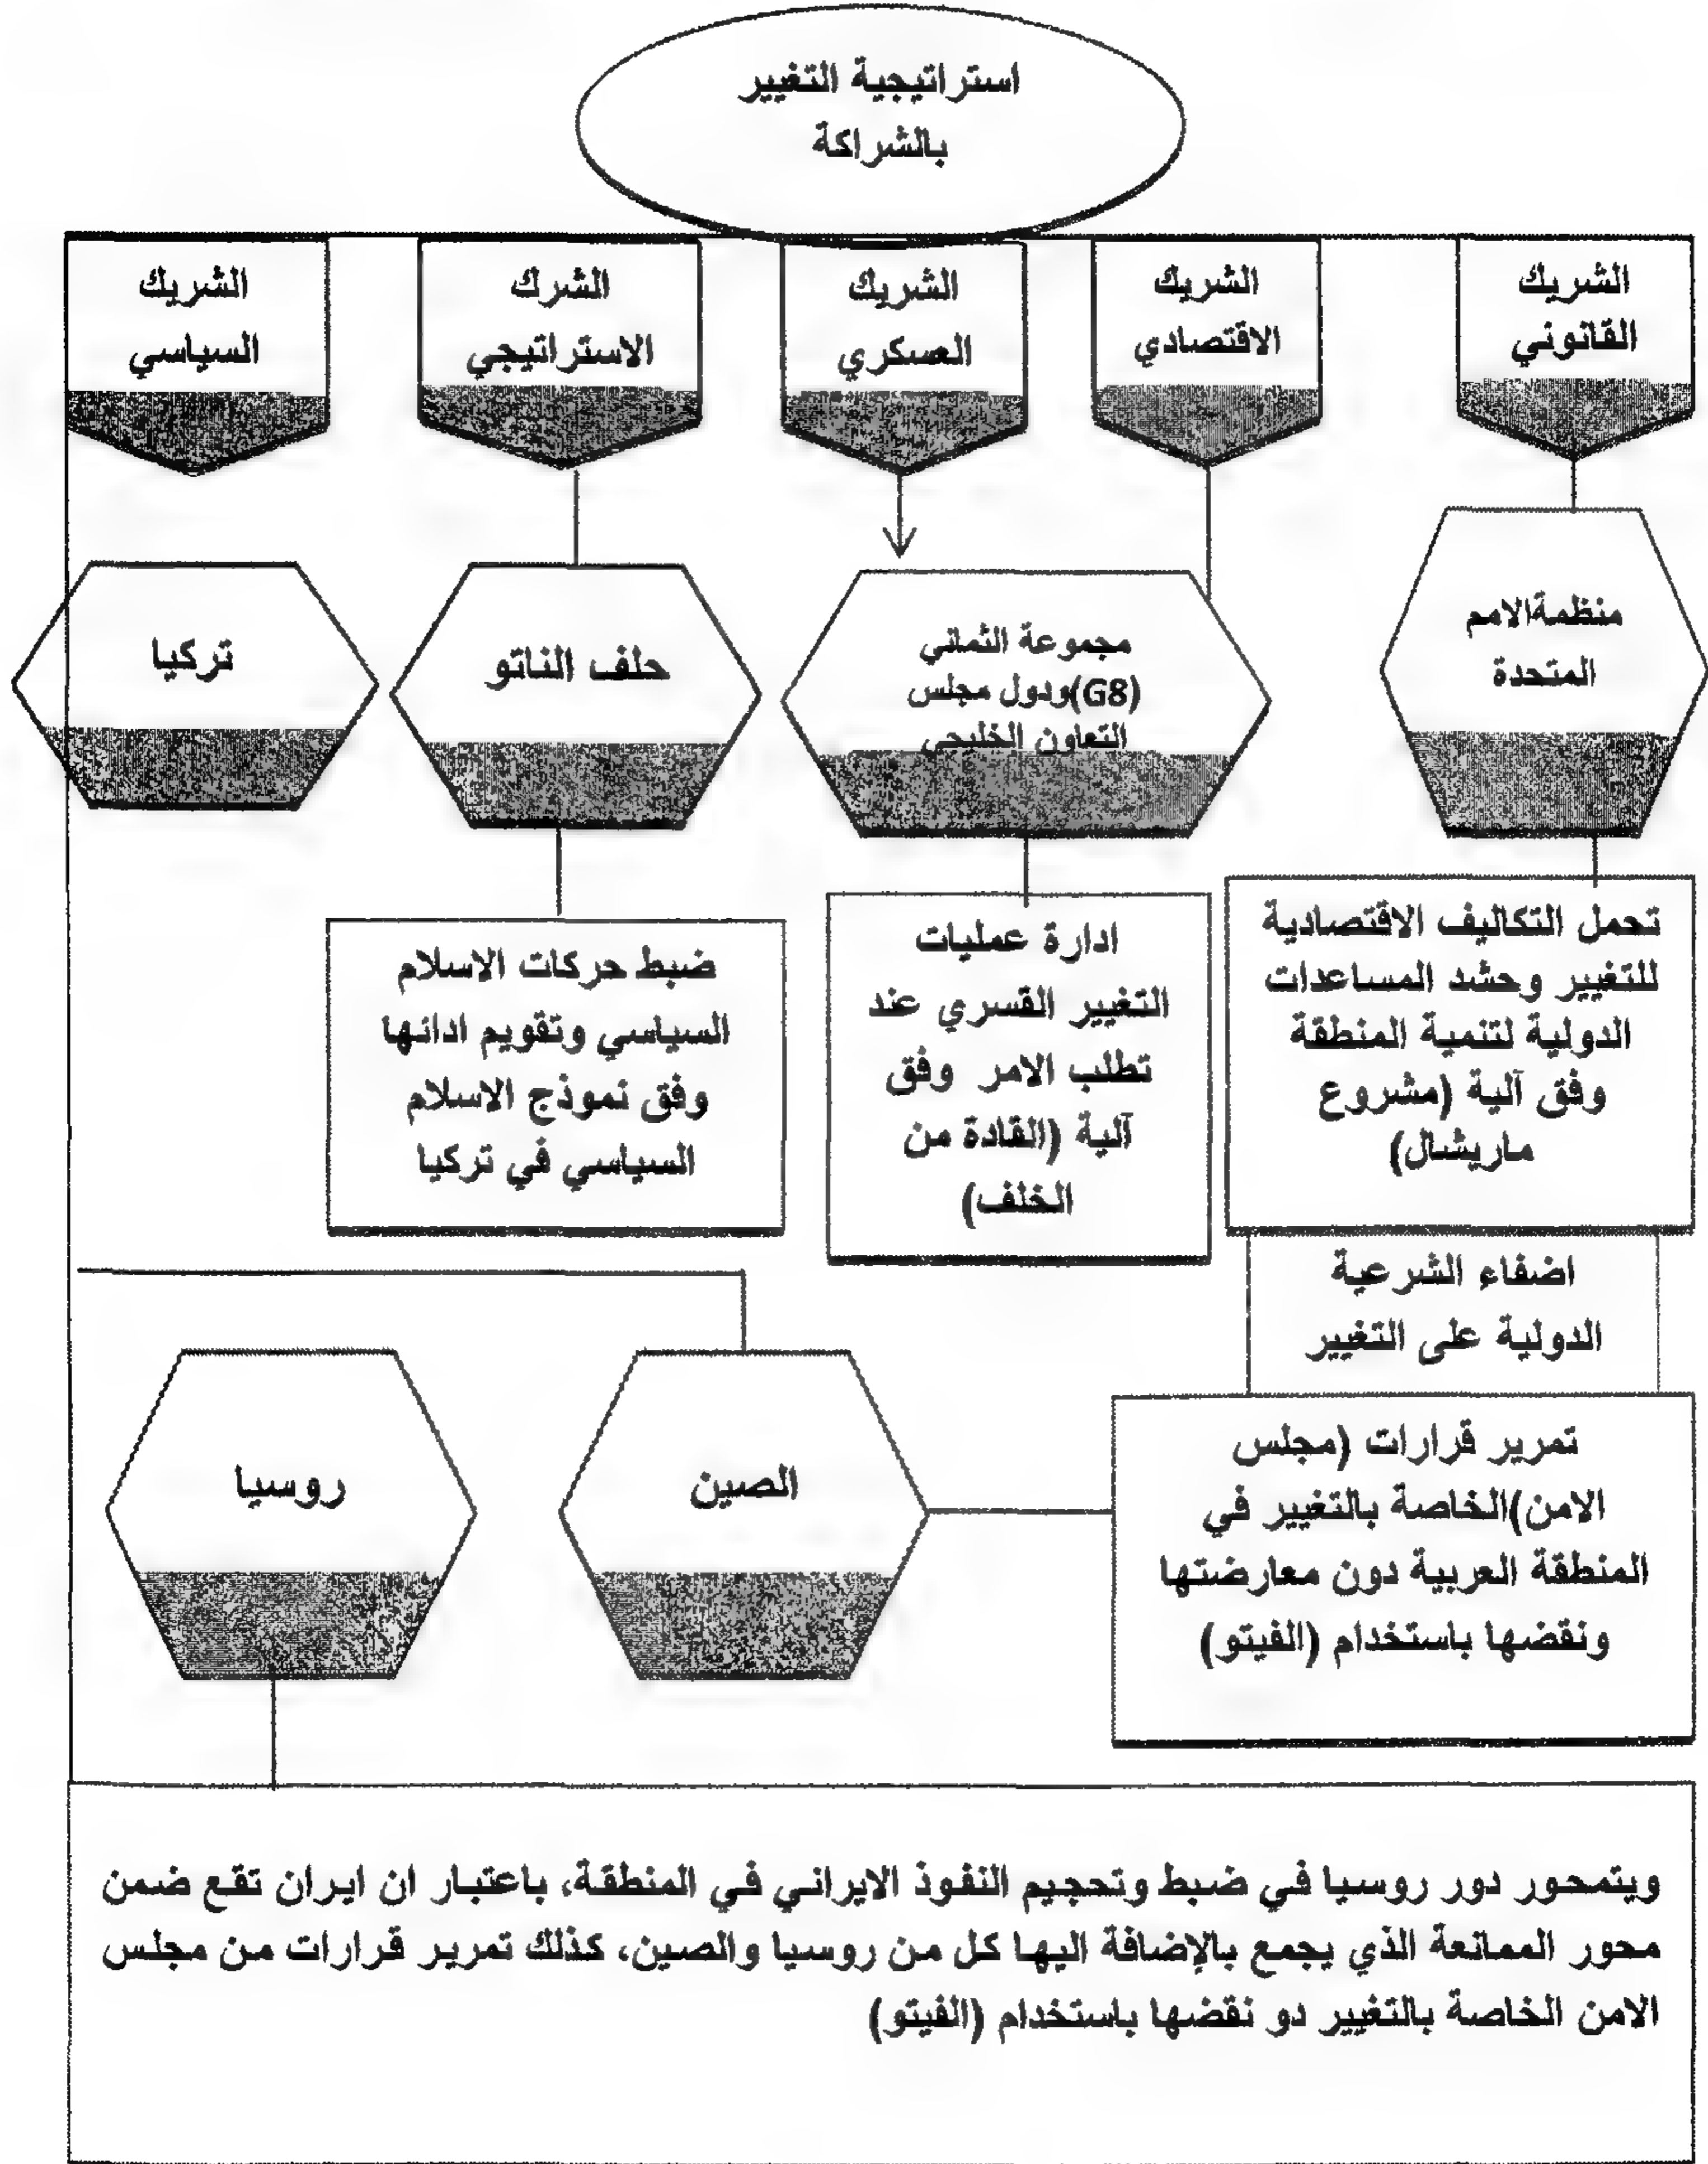 استراتيجية التغيير
بالشراكة
الشريك
القانوني
الشريك
الاقتصادي
الشريك
العسكري
الشرك
الاستراتيجي
الشريك
السياسي
منظمةالامم
المتحدة
مجموعة الثماني
(G8)ودول مجلس
التعاون الخليجي
حلف الناتو
تركيا
تحمل التكاليف الاقتصادية
للتغيير وحشد المساعدات
الدولية لتنمية المنطقة
وفق آلية (مشروع
ماريشال)
ادارة عمليات
التغيير القسري عند
تطلب الامر وفق
آلية (القادة من
الخلف)
ضبط حركات الاسلام
السياسي وتقويم ادائها
وفق نموذج الاسلام
السياسي في تركيا
اضفاء الشرعية
الدولية على التغيير
تمرير قرارات (مجلس
الامن)الخاصة بالتغيير في
المنطقة العربية دون معارضتها
ونقضها باستخدام (الفيتو)
الصين
روسيا
ويتمحور دور روسيا في ضبط وتحجيم النفوذ الايراني في المنطقة، باعتبار ان ايران تقع ضمن
محور الممانعة الذي يجمع بالإضافة اليها كل من روسيا والصين، كذلك تمرير قرارات من مجلس
الامن الخاصة بالتغيير دو نقضها باستخدام (الفيتو)